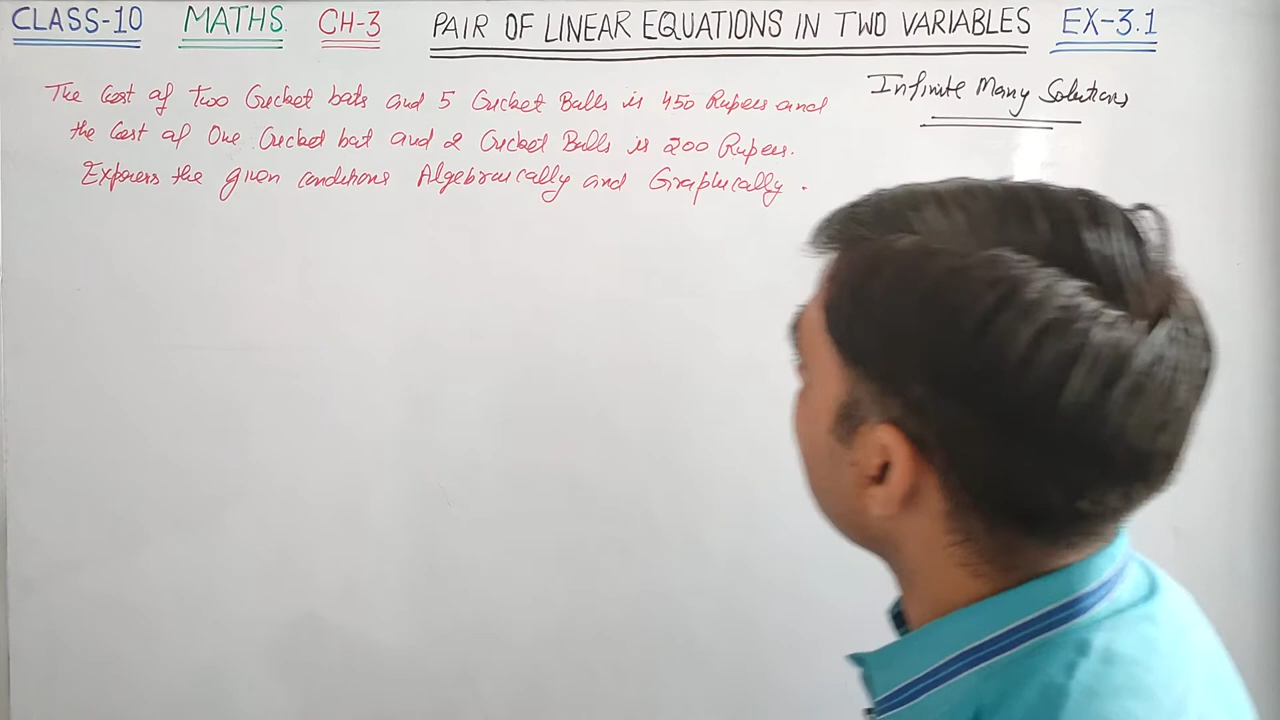 CLASS-10 MATHS CH-3 PAIR OF LINEAR EQUATIONS IN TWO VARIABLES EX-3.1
The Cost of Two Cricket bats and 5 Cricket Balls is 450 Rupees and
the Cost of One Cricket bat and 2 Cricket Balls is 200 Rupees.
Express the given conditions Algebraically and Graphically.
Infinite Many Solutions